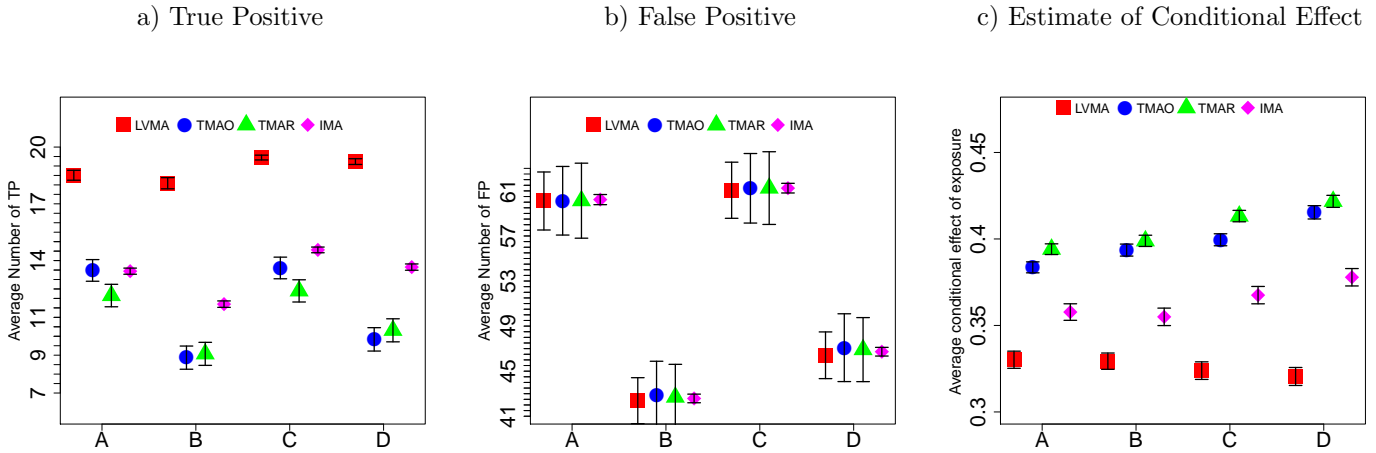 a) True Positive
b) False Positive
c) Estimate of Conditional Effect
Average Number of TP
20
17
14
11
9
7
LVMA TMAO TMAR IMA
A B C D
Average Number of FP
61
57
53
49
45
41
LVMA TMAO TMAR IMA
A B C D
Average conditional effect of exposure
0.45
0.4
0.35
0.3
LVMA TMAO TMAR IMA
A B C D